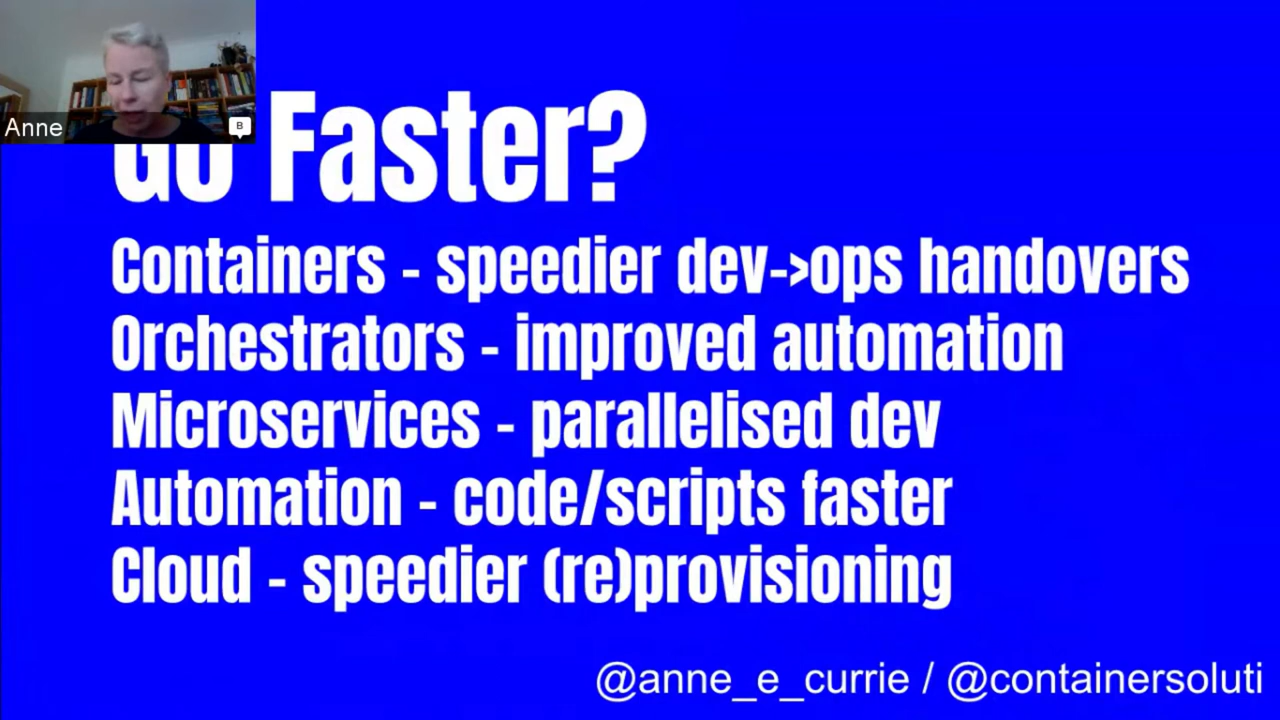 Anne
B
Go Faster?
Containers - speedier dev->ops handovers
Orchestrators - improved automation
Microservices - parallelised dev
Automation - code/scripts faster
Cloud - speedier (re)provisioning
@anne_e_currie / @containersoluti